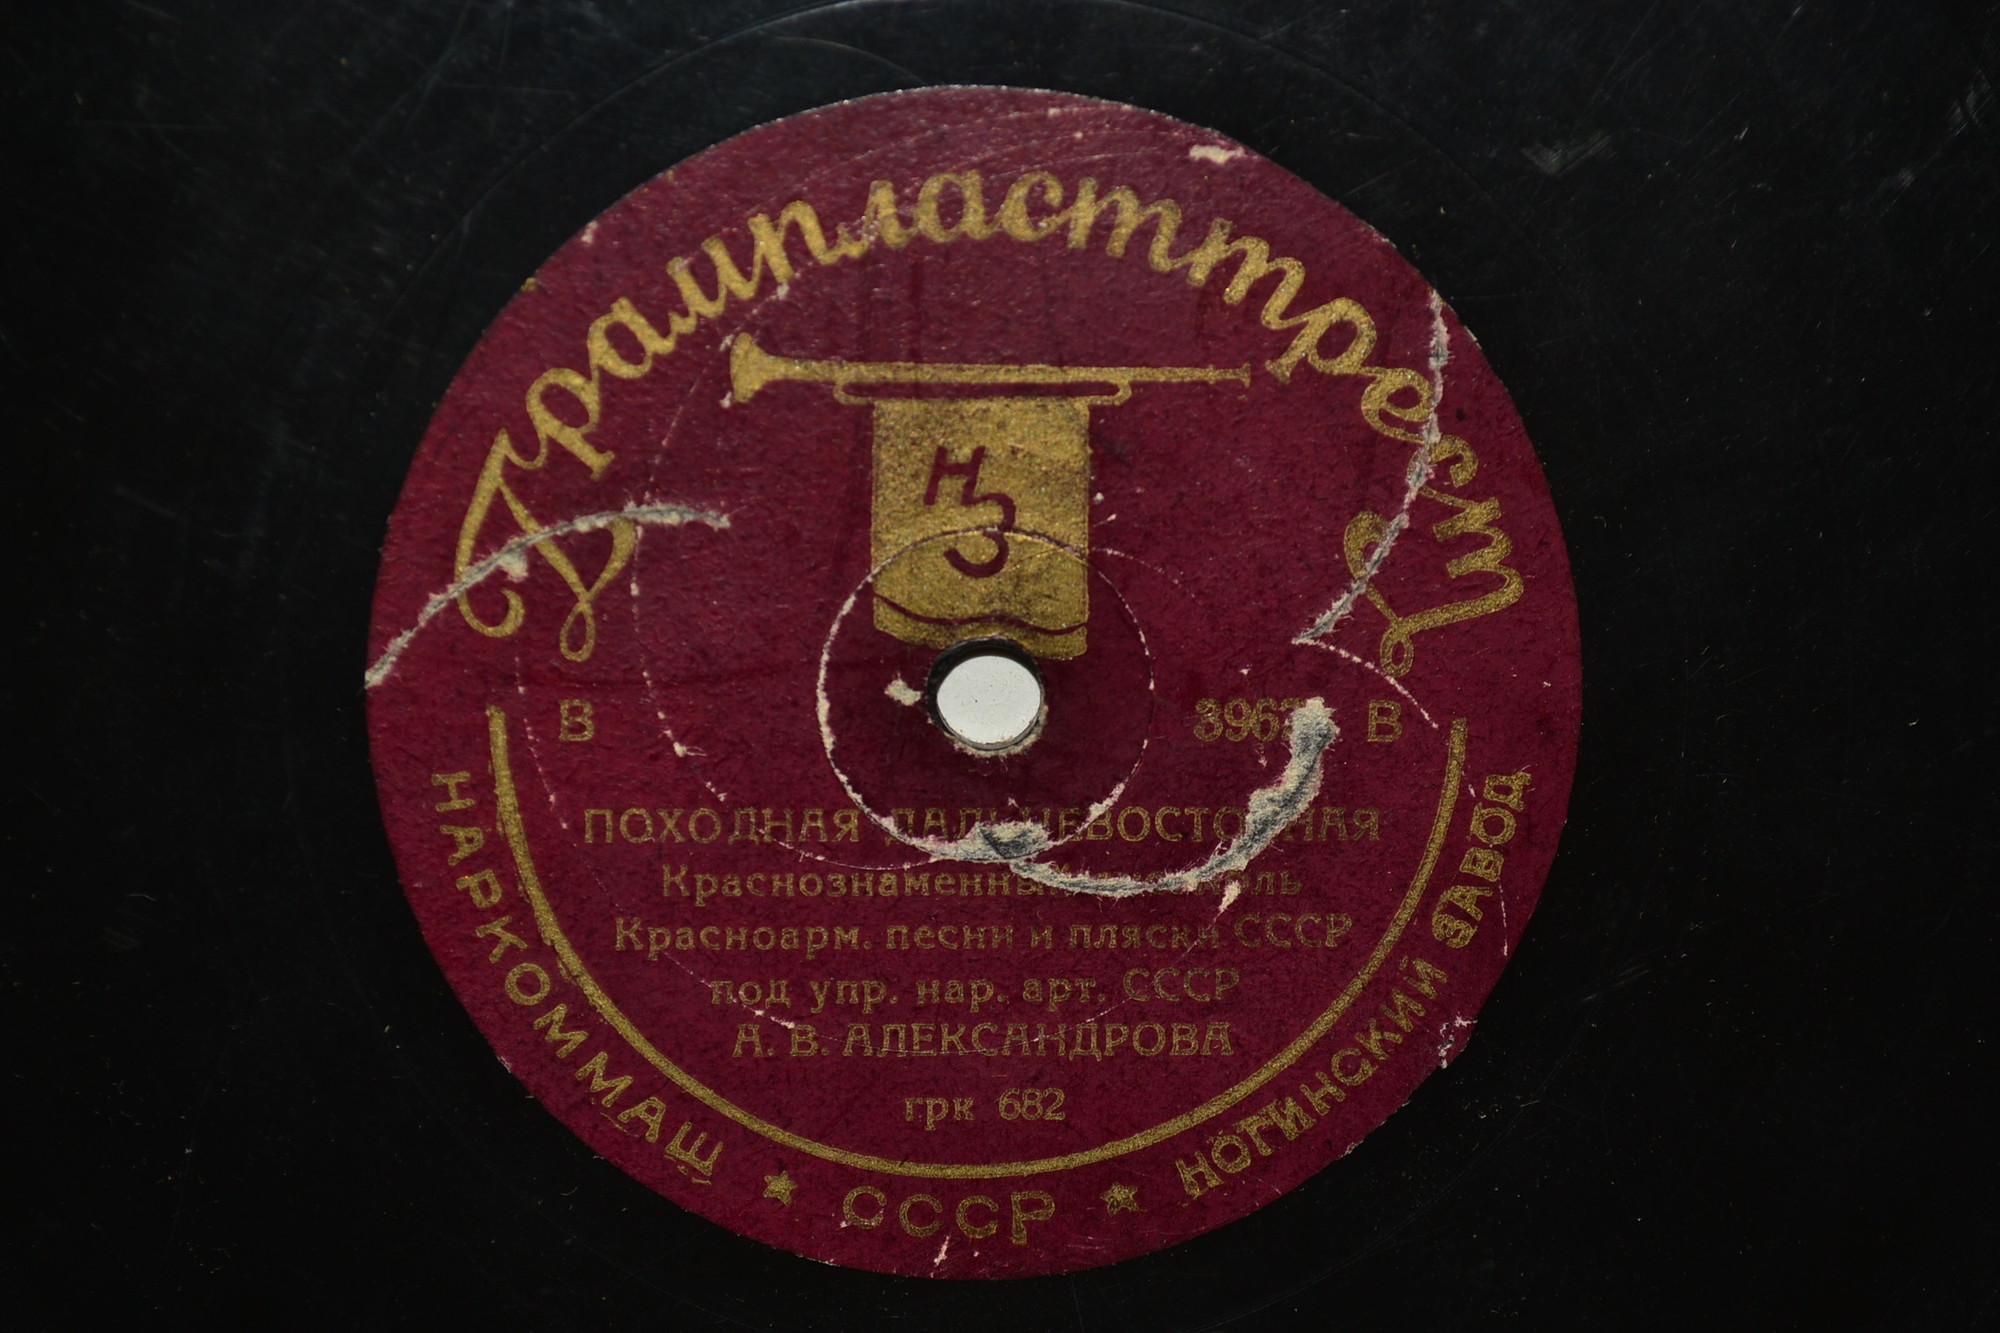 Грампласттрест
НЗ
В В
ПОХОДНАЯ
Краснознаменный
Красноарм. песни и пляски СССР
под упр. нар. арт. СССР
А. В. АЛЕКСАНДРОВА
грк 682
НАРКОММАШ ★ СССР ★ НОГИНСКИЙ ЗАВОД